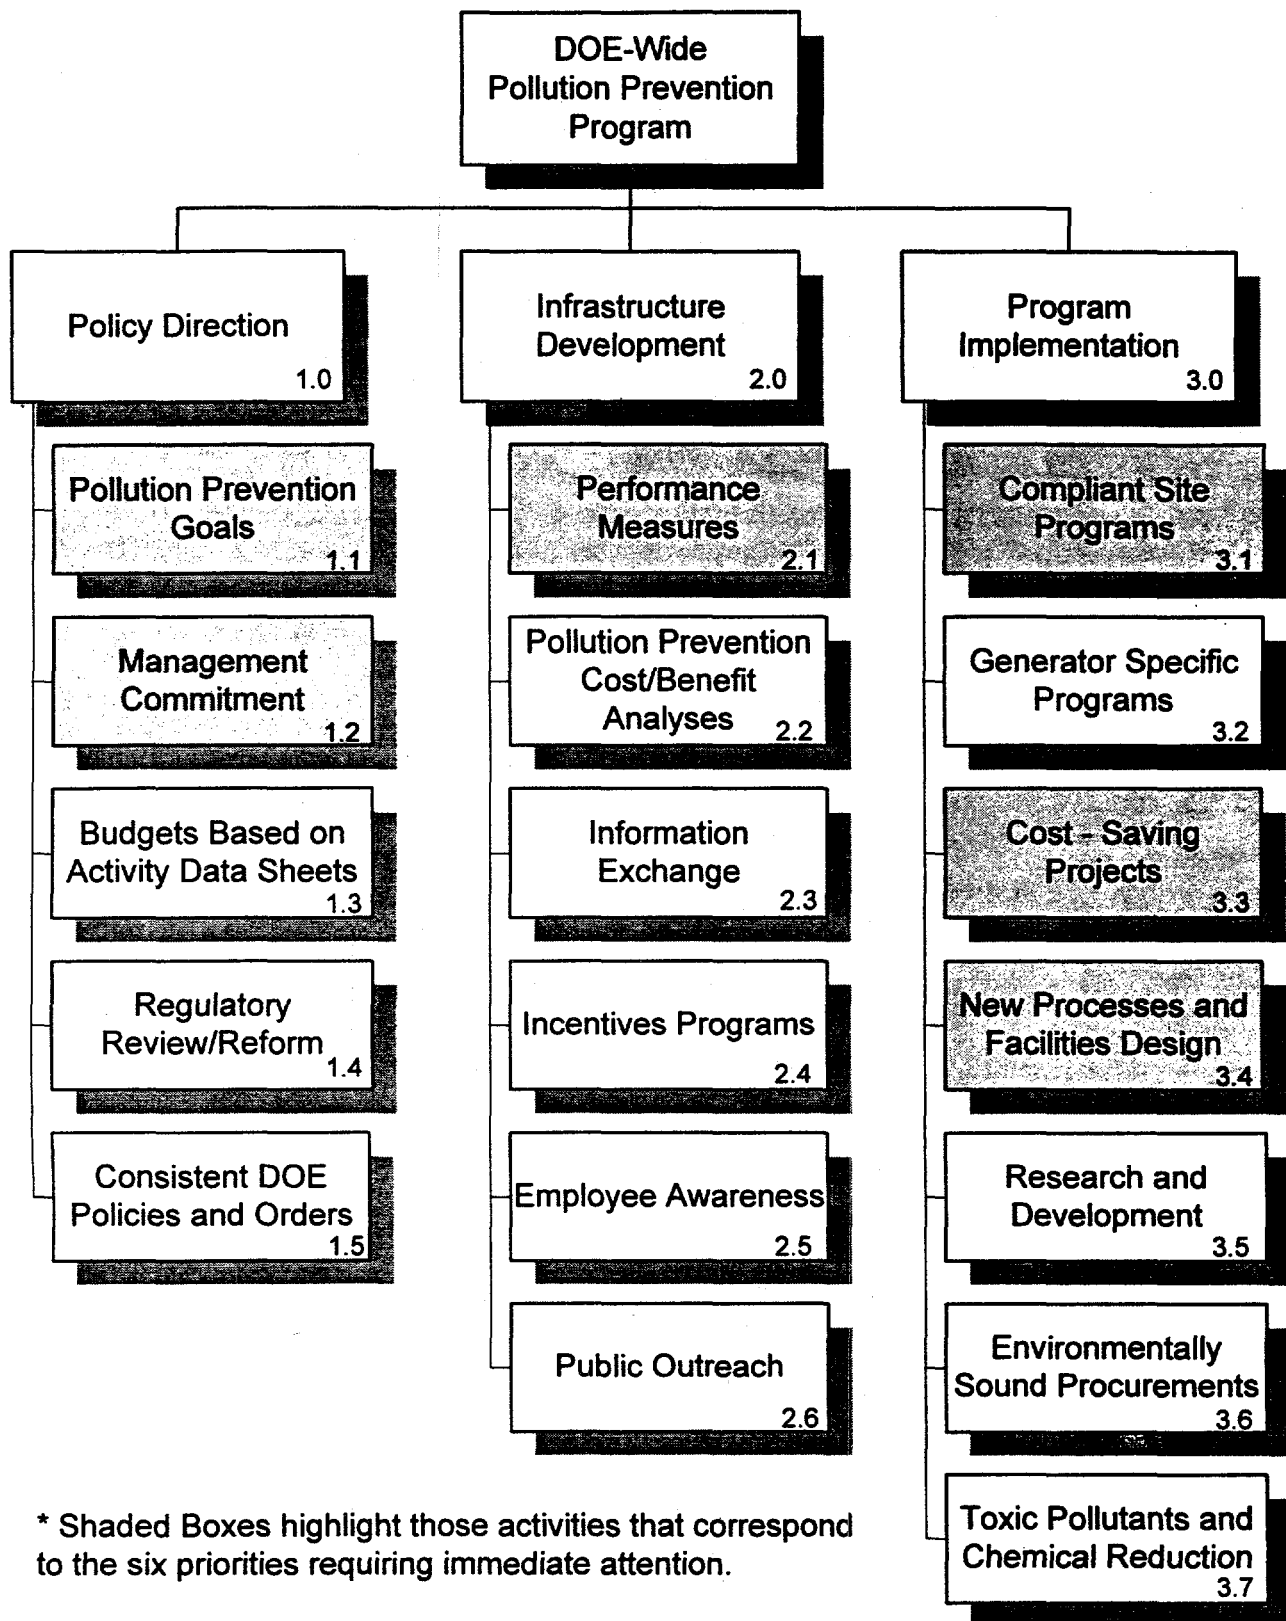 DOE-Wide
Pollution Prevention
Program
Policy Direction
1.0
Pollution Prevention
Goals
1.1
Management
Commitment
1.2
Budgets Based on
Activity Data Sheets
1.3
Regulatory
Review/Reform
1.4
Consistent DOE
Policies and Orders
1.5
Infrastructure
Development
2.0
Performance
Measures
2.1
Pollution Prevention
Cost/Benefit
Analyses
2.2
Information
Exchange
2.3
Incentives Programs
2.4
Employee Awareness
2.5
Public Outreach
2.6
Program
Implementation
3.0
Compliant Site
Programs
3.1
Generator Specific
Programs
3.2
Cost - Saving
Projects
3.3
New Processes and
Facilities Design
3.4
Research and
Development
3.5
Environmentally
Sound Procurements
3.6
Toxic Pollutants and
Chemical Reduction
3.7
* Shaded Boxes highlight those activities that correspond
to the six priorities requiring immediate attention.